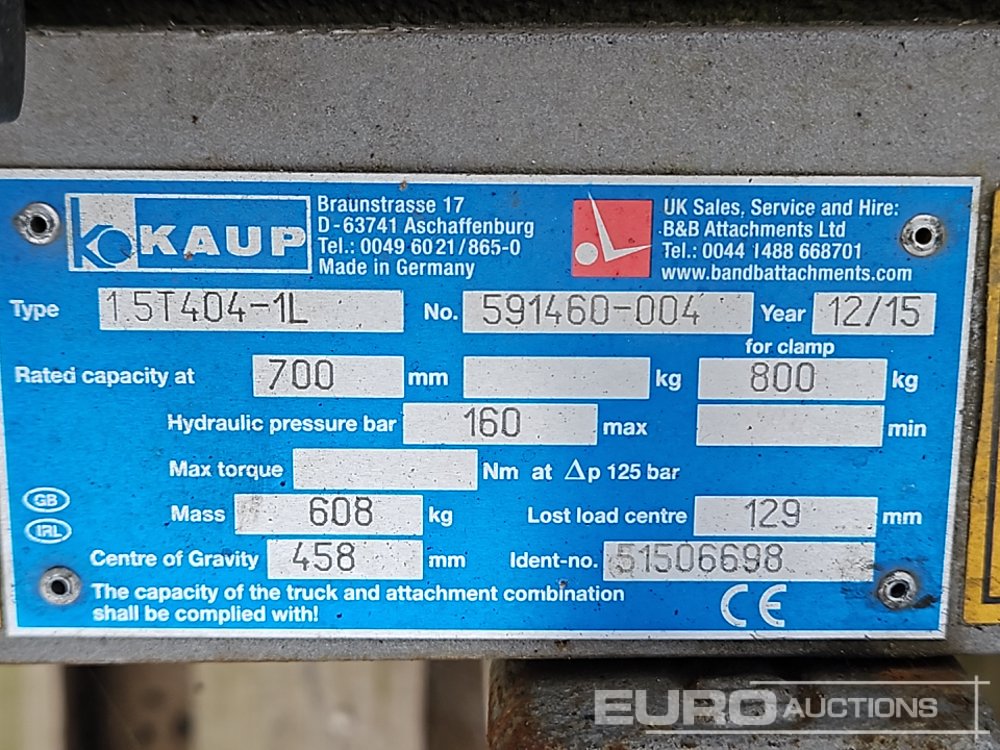 KAUP
Braunstrasse 17
D-63741 Aschaffenburg
Tel.: 0049 6021/865-0
Made in Germany
UK Sales, Service and Hire:
B&B Attachments Ltd
Tel.: 0044 1488 668701
www.bandbattachments.com
Type 1.5T404-1L No. 591460-004 Year 12/15
for clamp
Rated capacity at 700 mm kg 800 kg
Hydraulic pressure bar 160 max min
Max torque Nm at Δp 125 bar
GB
Mass 608 kg Lost load centre 129 mm
IRL
Centre of Gravity 458 mm Ident-no. 51506698
The capacity of the truck and attachment combination
shall be complied with!
CE
EURO AUCTIONS